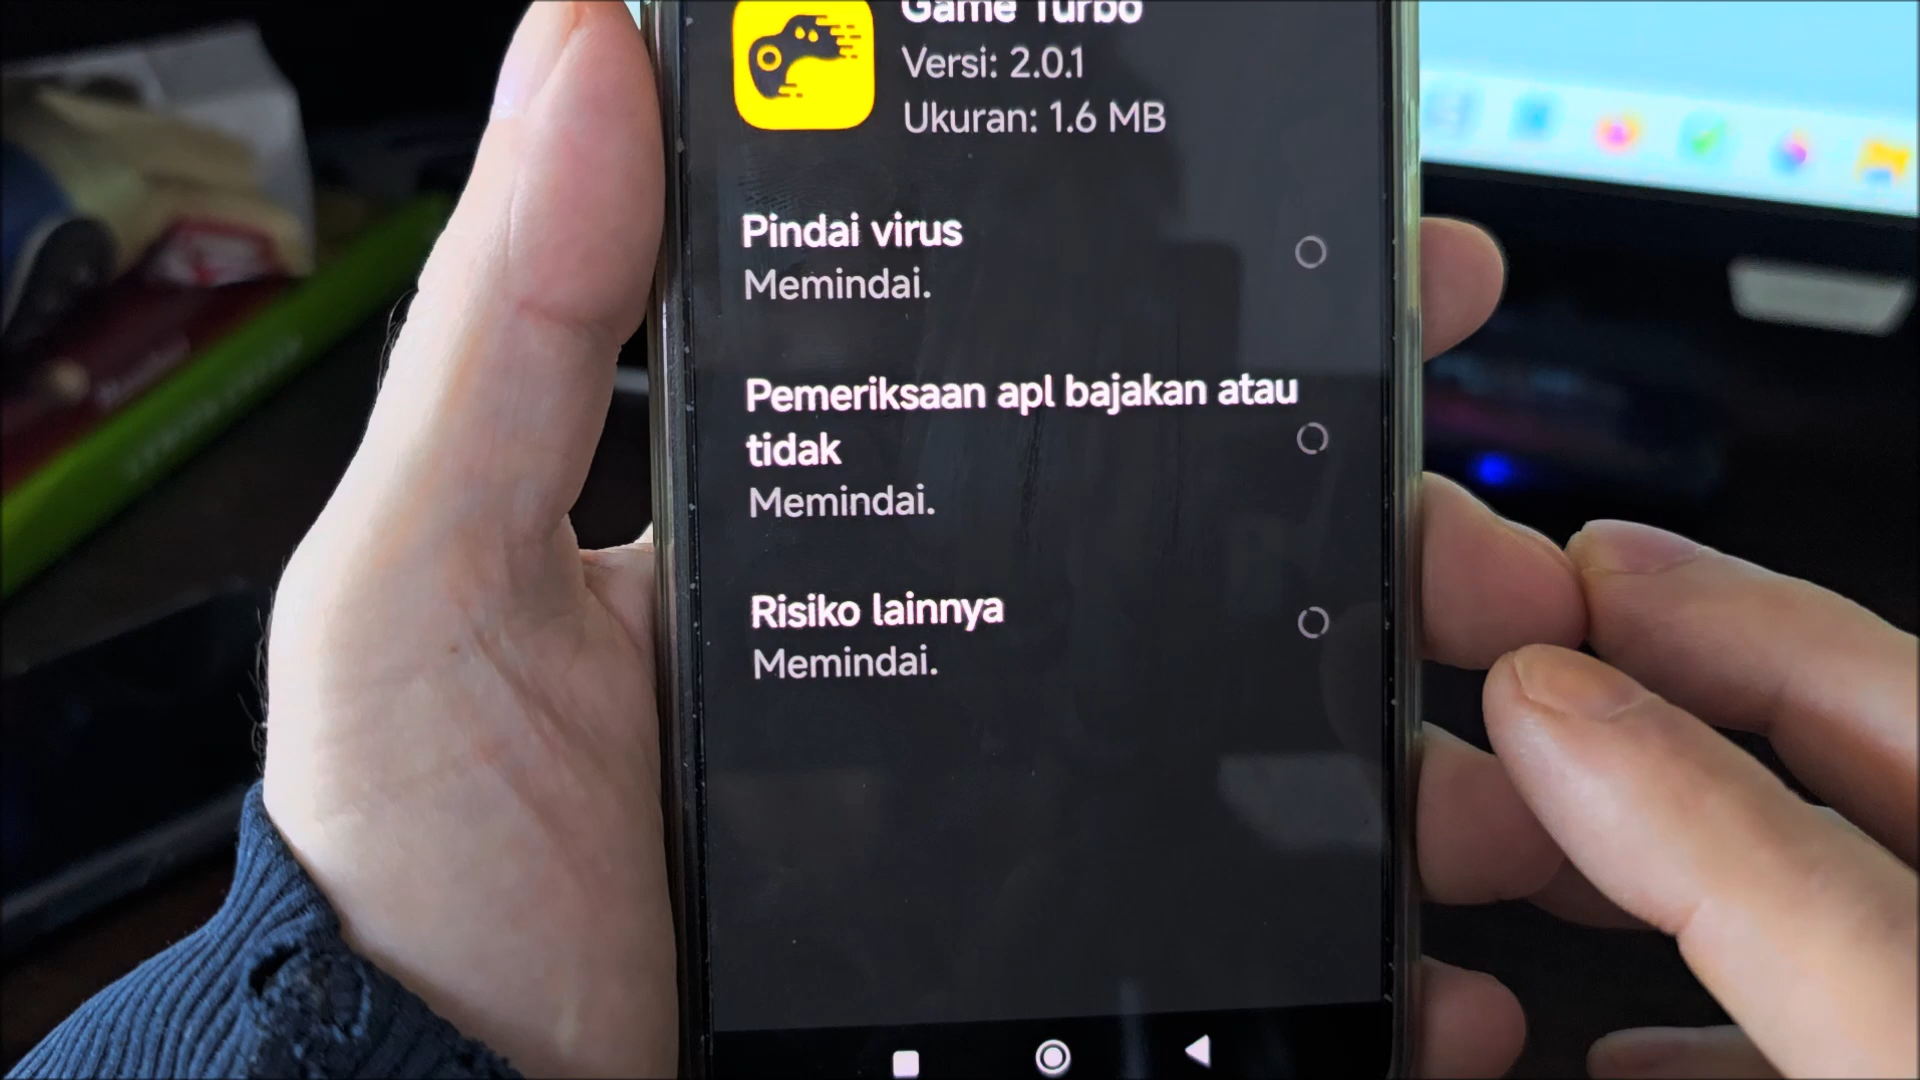 Game Turbo
Versi: 2.0.1
Ukuran: 1.6 MB
Pindai virus
Memindai.
Pemeriksaan apl bajakan atau
tidak
Memindai.
Risiko lainnya
Memindai.